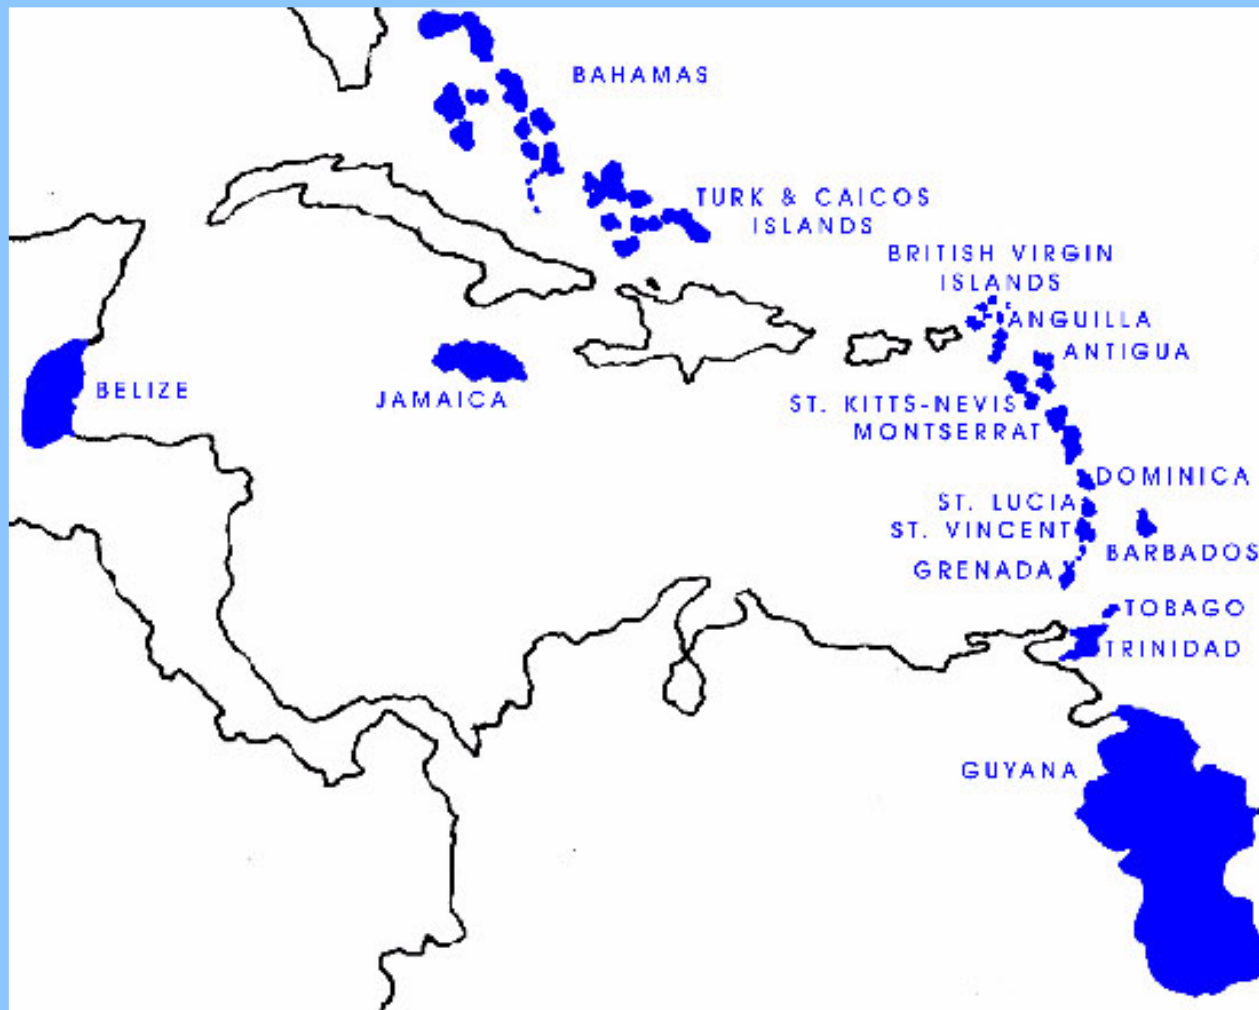 BAHAMAS
TURK & CAICOS
ISLANDS
BRITISH VIRGIN
ISLANDS
ANGUILLA
ANTIGUA
BELIZE
JAMAICA
ST. KITTS-NEVIS
MONTSERRAT
DOMINICA
ST. LUCIA
ST. VINCENT
BARBADOS
GRENADA
TOBAGO
TRINIDAD
GUYANA